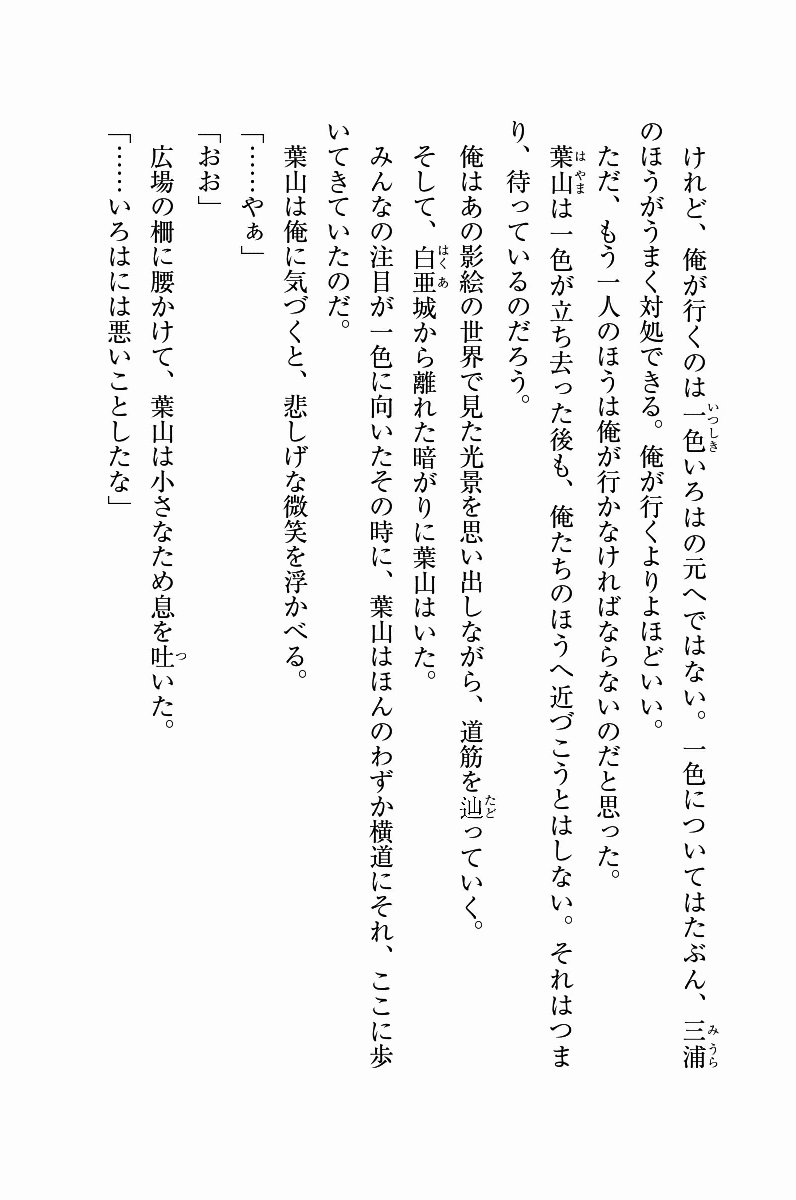 けれど、俺が行くのは一色いろはの元へではない。一色についてはたぶん、三浦
のほうがうまく対処できる。俺が行くよりよほどいい。
ただ、もう一人のほうは俺が行かなければならないのだと思った。
葉山は一色が立ち去った後も、俺たちのほうへ近づこうとはしない。それはつま
り、待っているのだろう。
俺はあの影絵の世界で見た光景を思い出しながら、道筋を辿っていく。
そして、白亜城から離れた暗がりに葉山はいた。
みんなの注目が一色に向いたその時に、葉山はほんのわずか横道にそれ、ここに歩
いてきていたのだ。
葉山は俺に気づくと、悲しげな微笑を浮かべる。
「……やぁ」
「おお」
広場の柵に腰かけて、葉山は小さなため息を吐いた。
「……いろはには悪いことしたな」